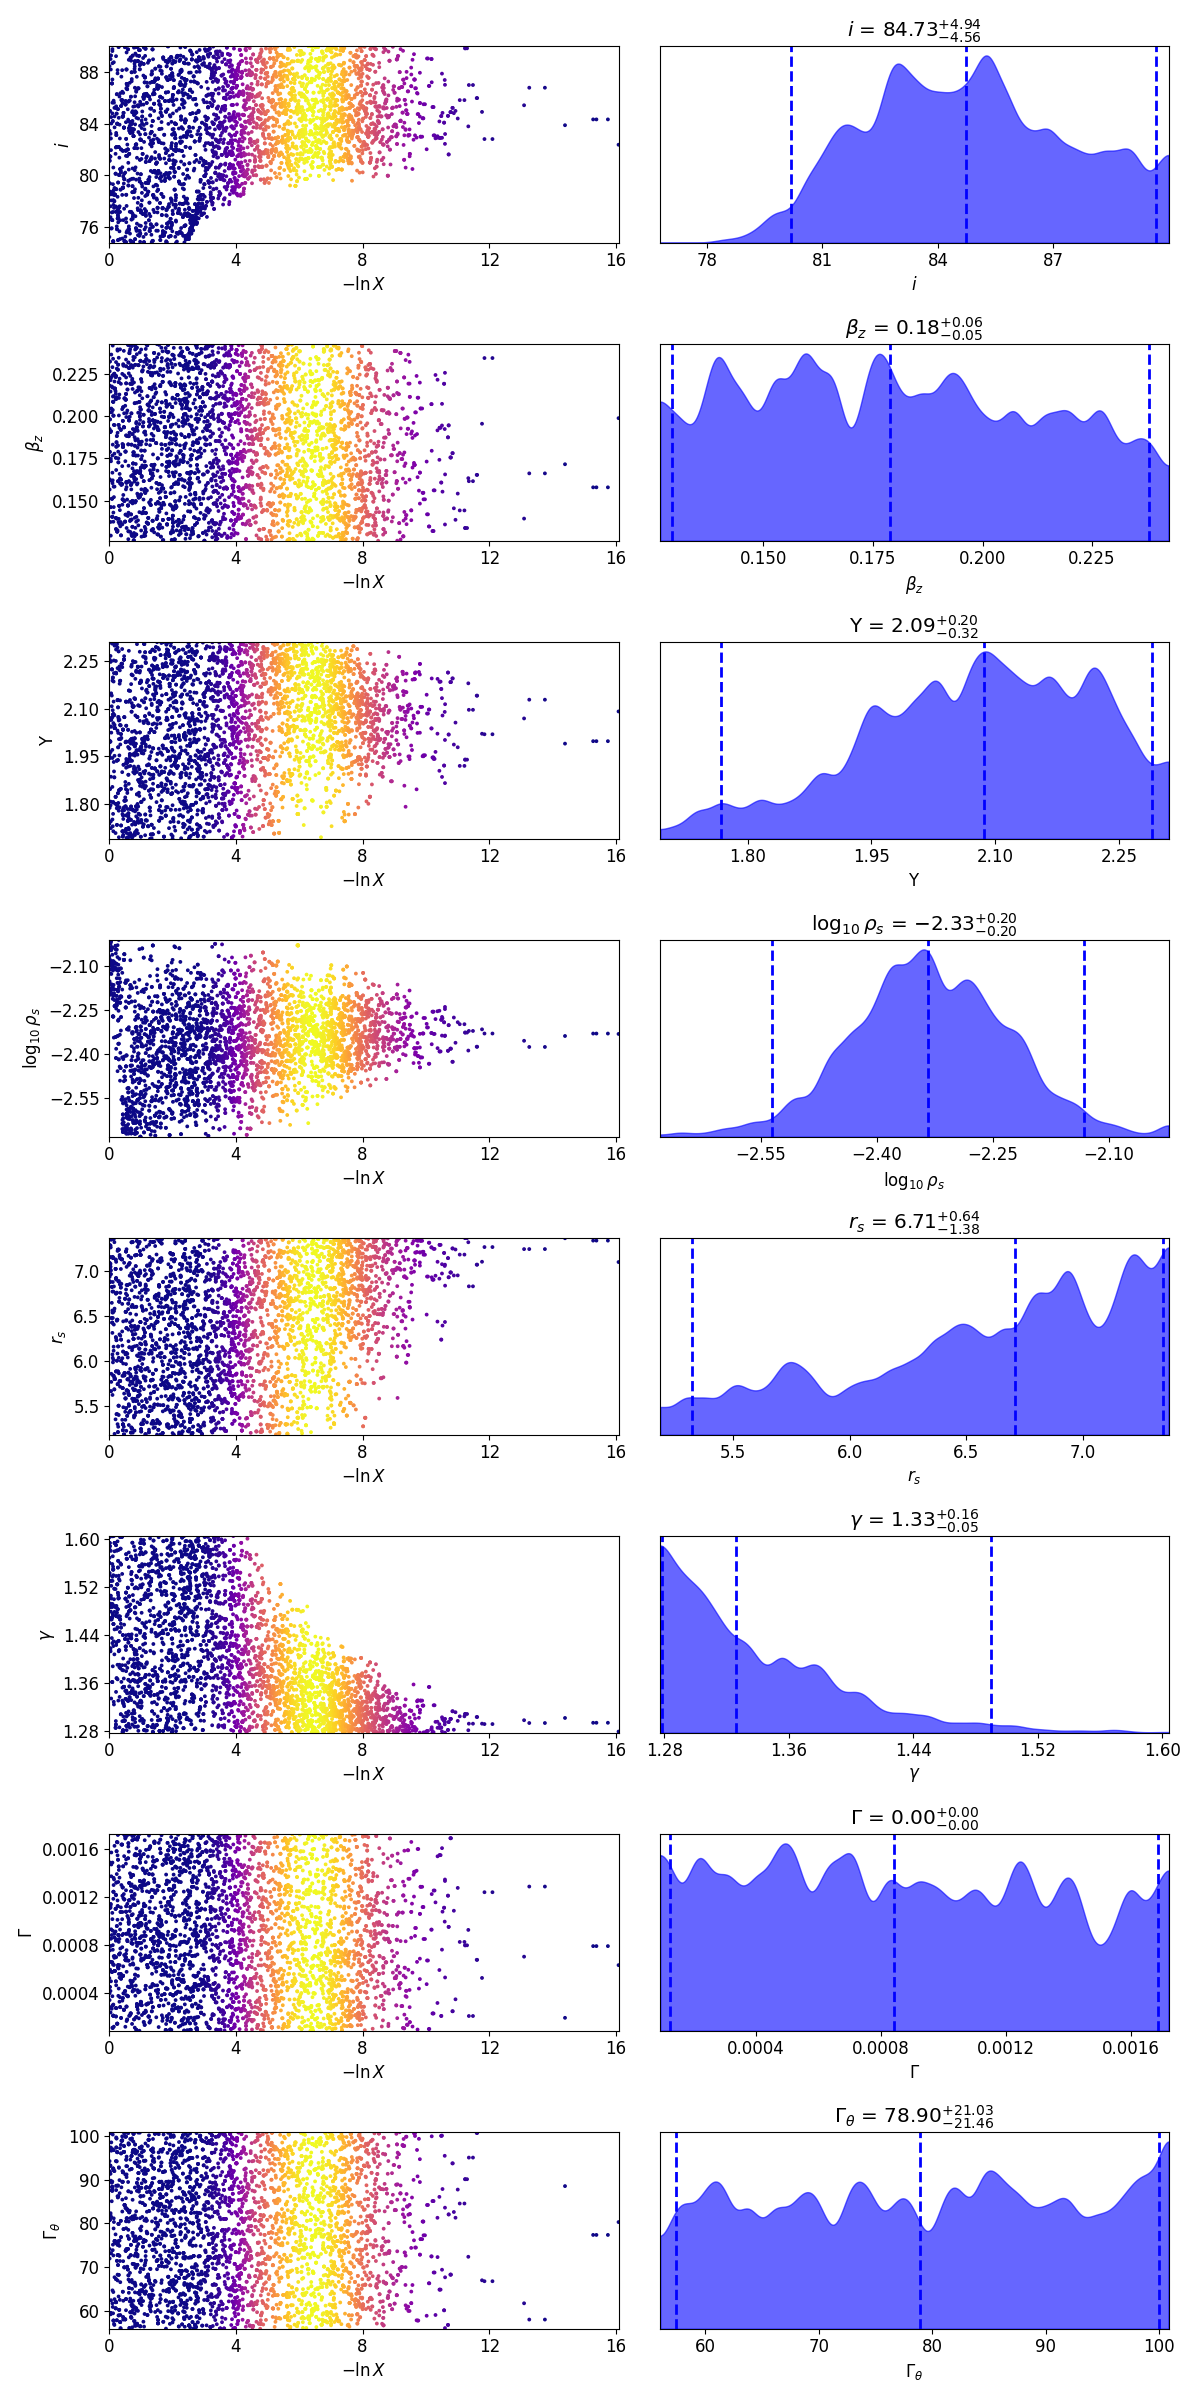 i = 84.73^{+4.94}_{-4.56}
88
84
80
76
i
0 4 8 12 16
−ln X
78 81 84 87
i
β_z = 0.18^{+0.06}_{-0.05}
0.225
0.200
0.175
0.150
β_z
0 4 8 12 16
−ln X
0.150 0.175 0.200 0.225
β_z
Υ = 2.09^{+0.20}_{-0.32}
2.25
2.10
1.95
1.80
Υ
0 4 8 12 16
−ln X
1.80 1.95 2.10 2.25
Υ
log₁₀ ρ_s = −2.33^{+0.20}_{-0.20}
−2.10
−2.25
−2.40
−2.55
log₁₀ ρ_s
0 4 8 12 16
−ln X
−2.55 −2.40 −2.25 −2.10
log₁₀ ρ_s
r_s = 6.71^{+0.64}_{-1.38}
7.0
6.5
6.0
5.5
r_s
0 4 8 12 16
−ln X
5.5 6.0 6.5 7.0
r_s
γ = 1.33^{+0.16}_{-0.05}
1.60
1.52
1.44
1.36
1.28
γ
0 4 8 12 16
−ln X
1.28 1.36 1.44 1.52 1.60
γ
Γ = 0.00^{+0.00}_{-0.00}
0.0016
0.0012
0.0008
0.0004
Γ
0 4 8 12 16
−ln X
0.0004 0.0008 0.0012 0.0016
Γ
Γ_θ = 78.90^{+21.03}_{-21.46}
100
90
80
70
60
Γ_θ
0 4 8 12 16
−ln X
60 70 80 90 100
Γ_θ